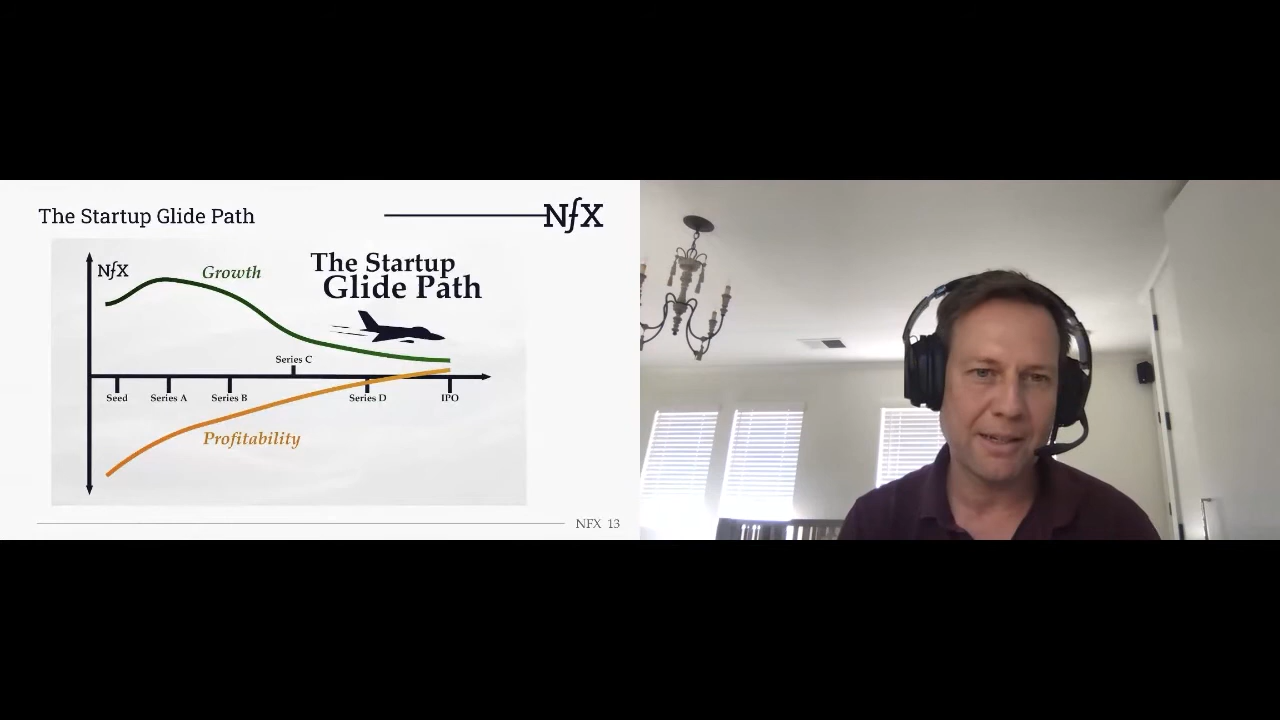 The Startup Glide Path
NfX
NfX
Growth
The Startup
Glide Path
Series C
Seed
Series A
Series B
Series D
IPO
Profitability
NFX 13